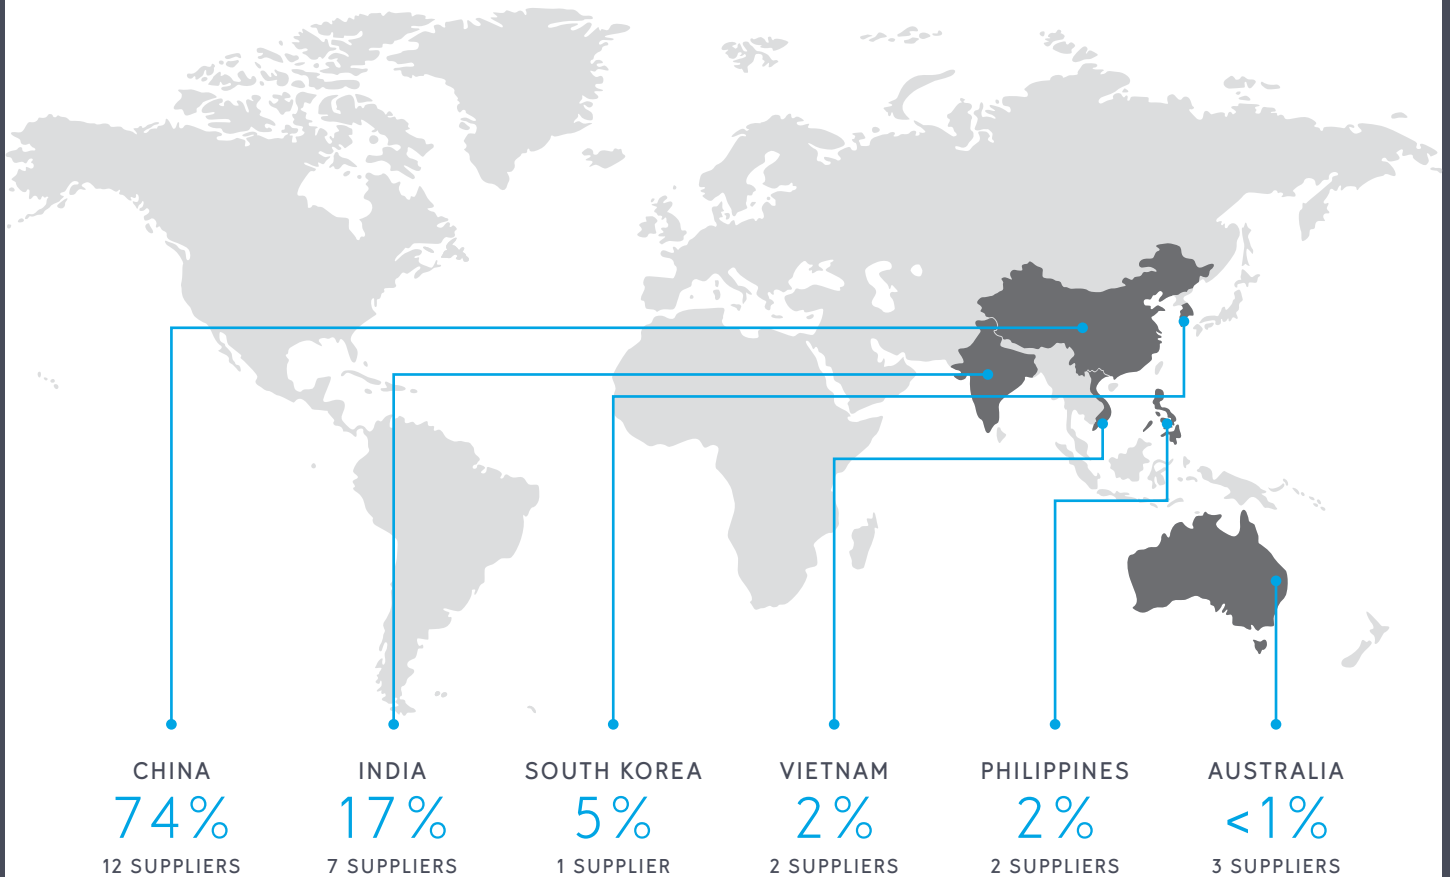 CHINA
74%
12 SUPPLIERS
INDIA
17%
7 SUPPLIERS
SOUTH KOREA
5%
1 SUPPLIER
VIETNAM
2%
2 SUPPLIERS
PHILIPPINES
2%
2 SUPPLIERS
AUSTRALIA
<1%
3 SUPPLIERS